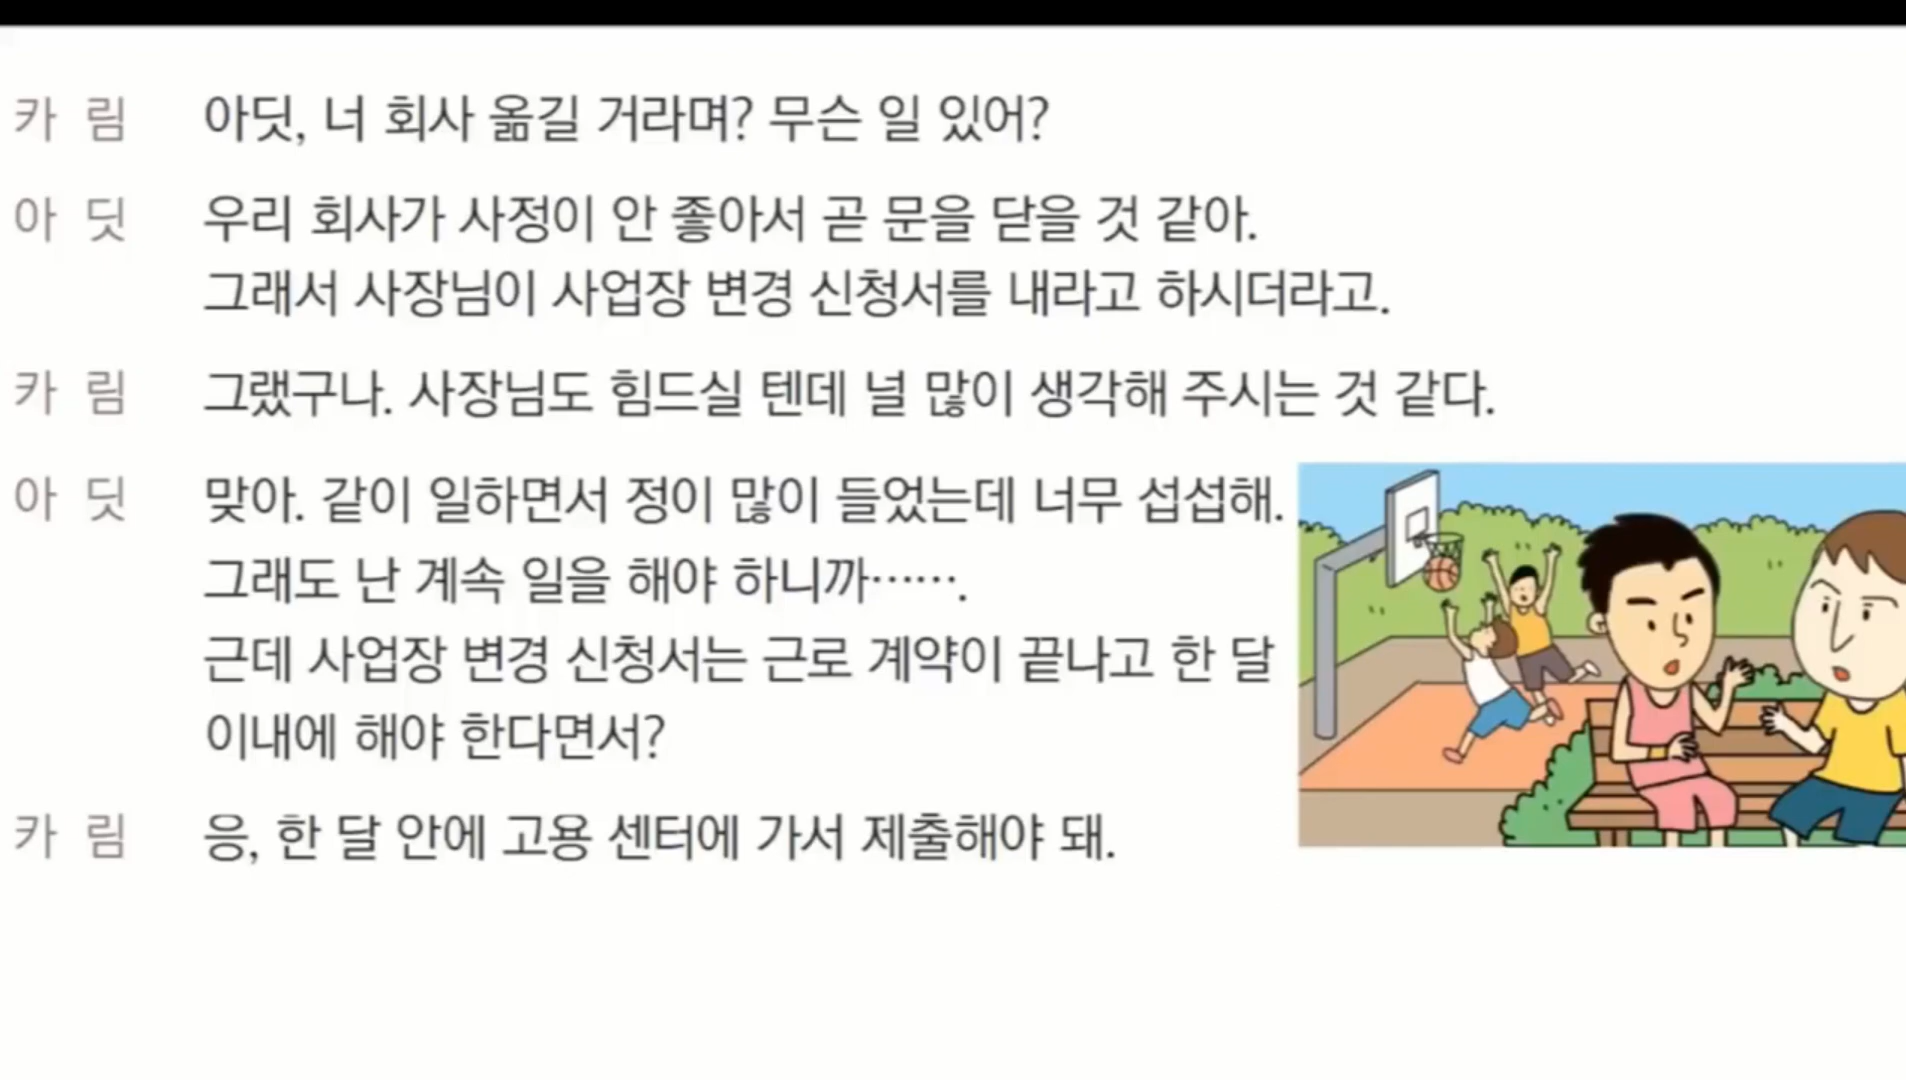 카 림 아딧, 너 회사 옮길 거라며? 무슨 일 있어?
아 딧 우리 회사가 사정이 안 좋아서 곧 문을 닫을 것 같아.
그래서 사장님이 사업장 변경 신청서를 내라고 하시더라고.
카 림 그랬구나. 사장님도 힘드실 텐데 널 많이 생각해 주시는 것 같다.
아 딧 맞아. 같이 일하면서 정이 많이 들었는데 너무 섭섭해.
그래도 난 계속 일을 해야 하니까…….
근데 사업장 변경 신청서는 근로 계약이 끝나고 한 달
이내에 해야 한다면서?
카 림 응, 한 달 안에 고용 센터에 가서 제출해야 돼.